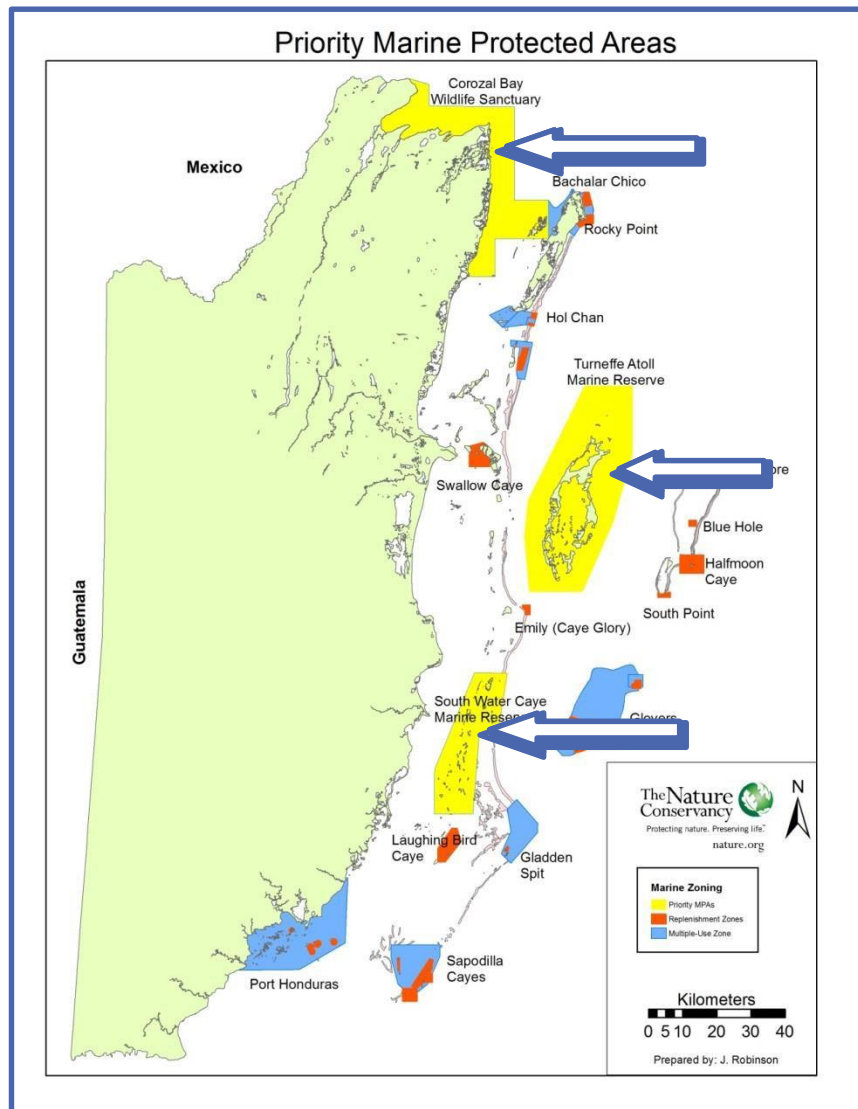 Priority Marine Protected Areas
Corozal Bay
Wildlife Sanctuary
Mexico
Bachalar Chico
Rocky Point
Hol Chan
Turneffe Atoll
Marine Reserve
Swallow Caye
Blue Hole
Halfmoon
Caye
South Point
Guatemala
Emily (Caye Glory)
South Water Caye
Marine
Glovers
Laughing Bird
Caye
Gladden
Spit
Port Honduras
Sapodilla
Cayes
The Nature
Conservancy
Protecting nature. Preserving life.™
nature.org
N
Marine Zoning
Priority MPAs
Replenishment Zones
Multiple-Use Zone
Kilometers
0 5 10 20 30 40
Prepared by: J. Robinson